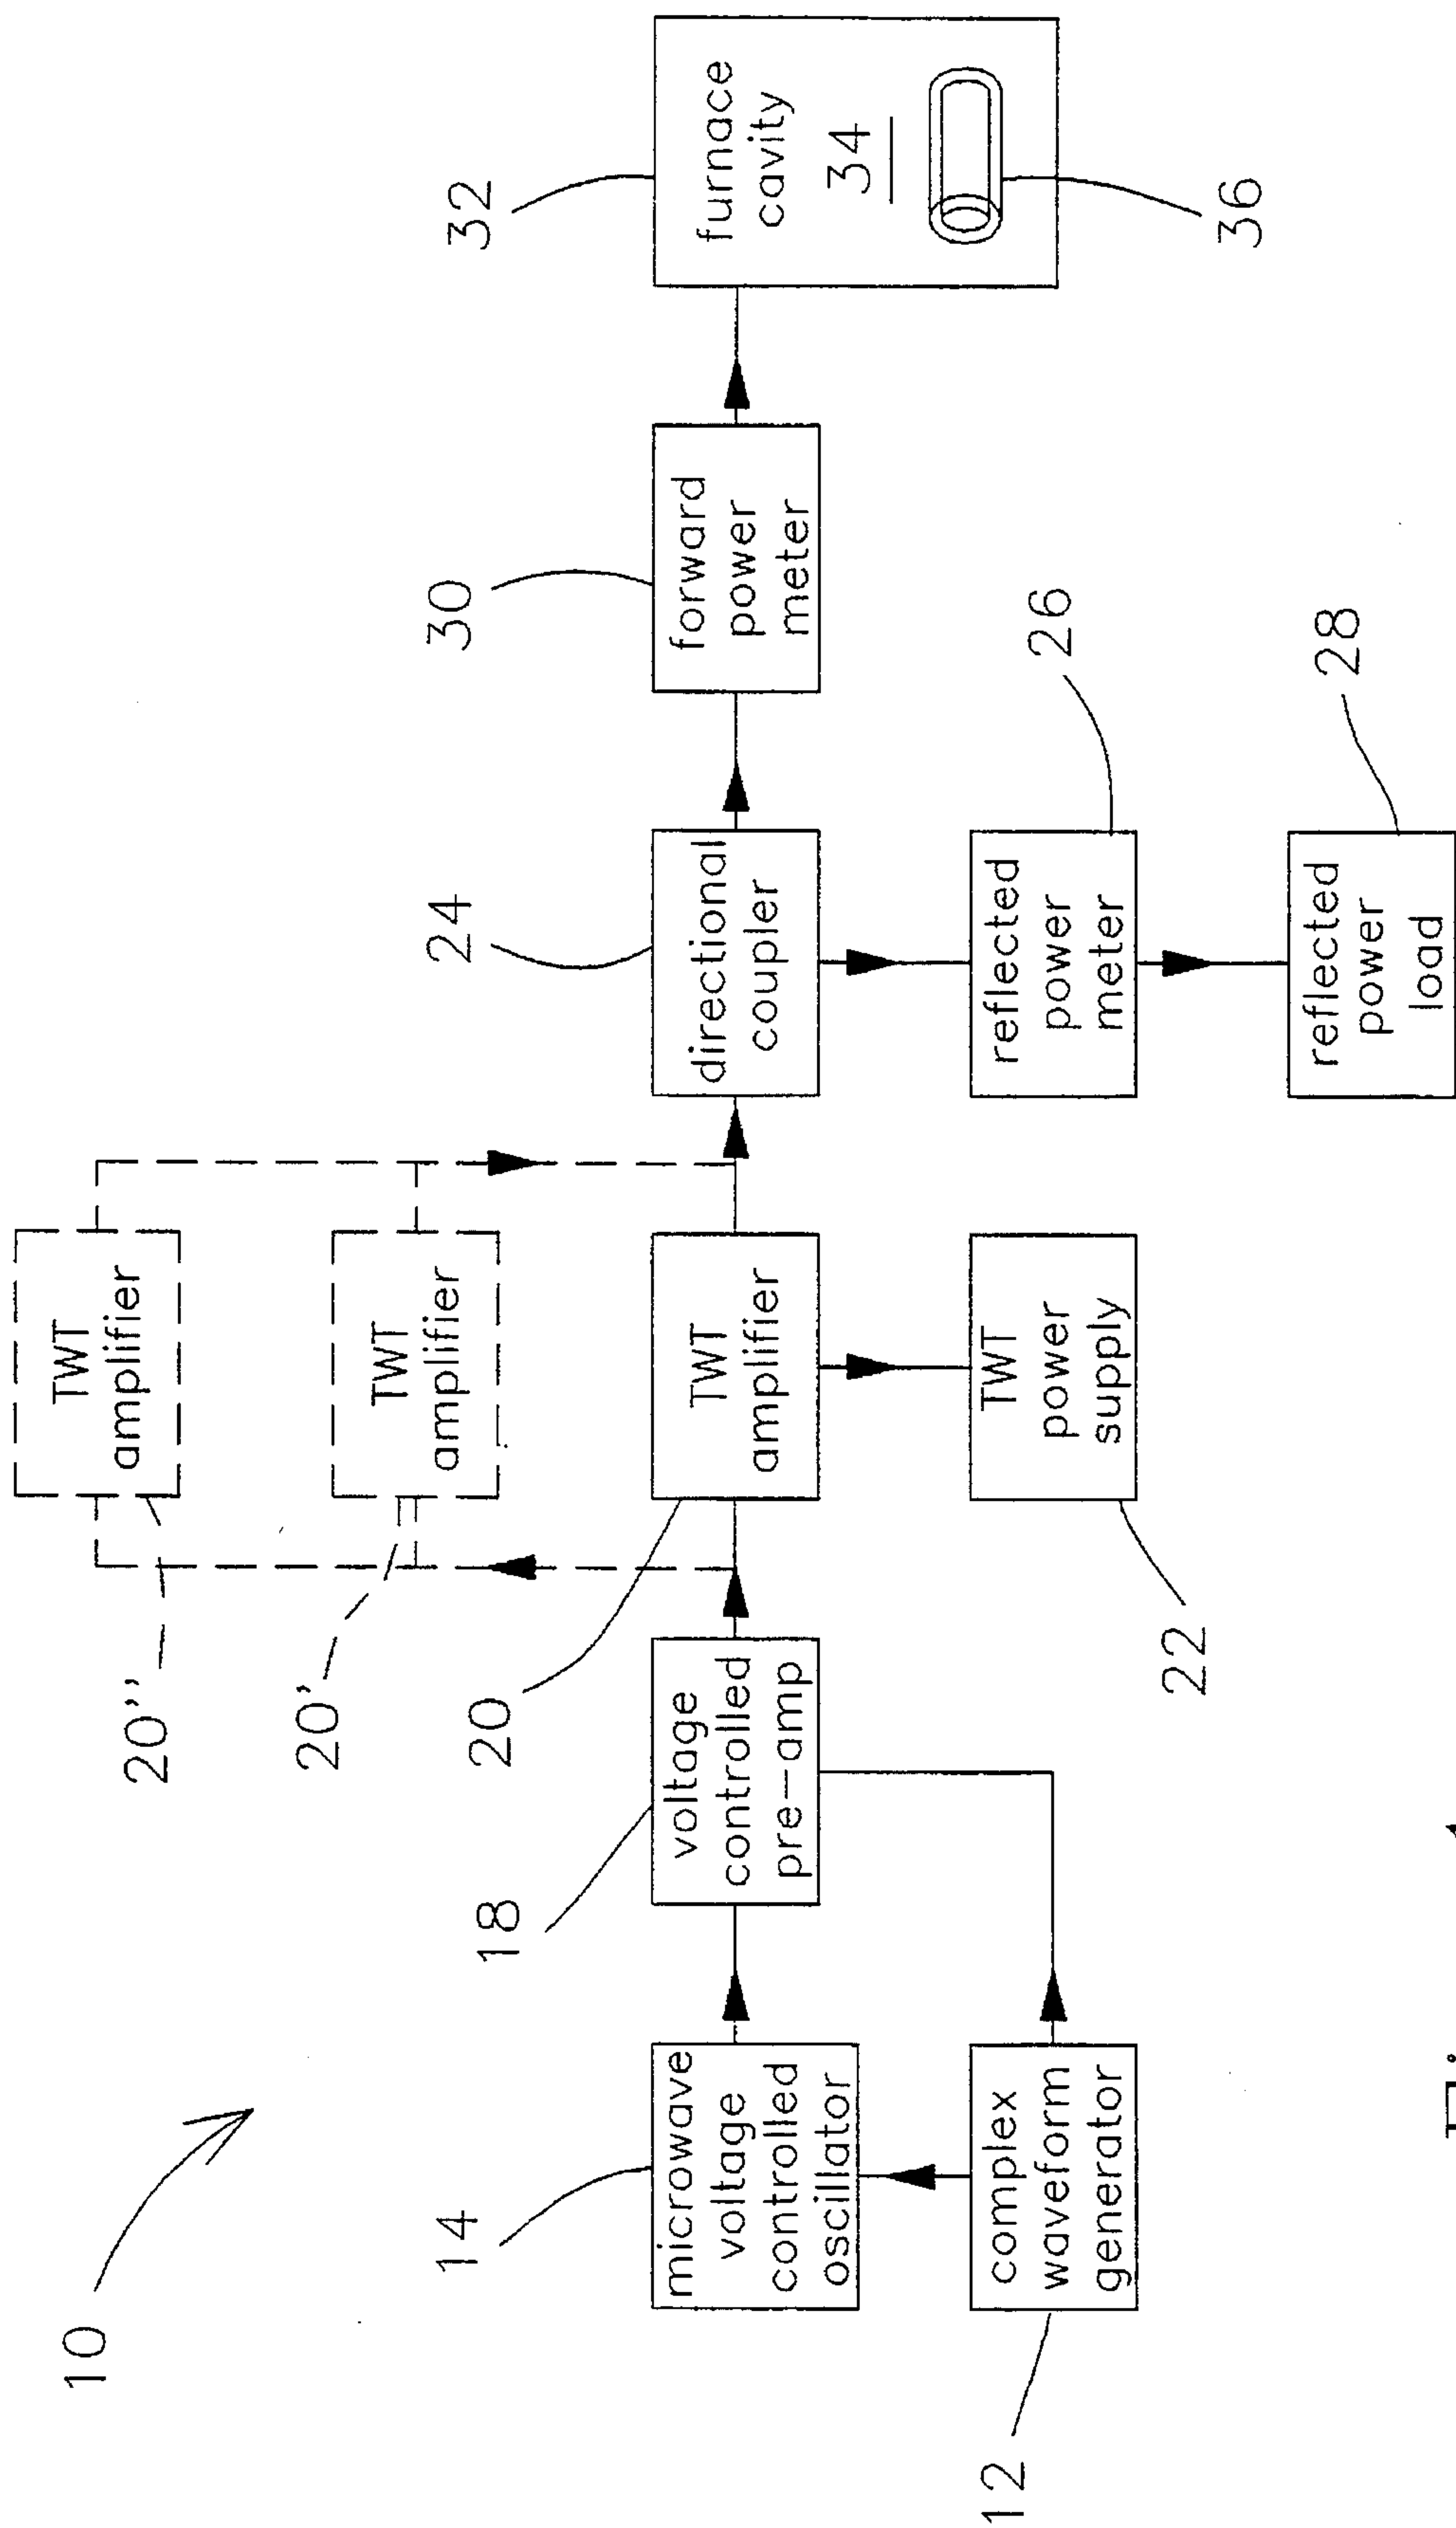 10
20''
TWT
amplifier
20'
TWT
amplifier
14
microwave
voltage
controlled
oscillator
18
voltage
controlled
pre-amp
20
TWT
amplifier
24
directional
coupler
30
forward
power
meter
32
furnace
cavity
34
36
12
complex
waveform
generator
22
TWT
power
supply
26
reflected
power
meter
28
reflected
power
load